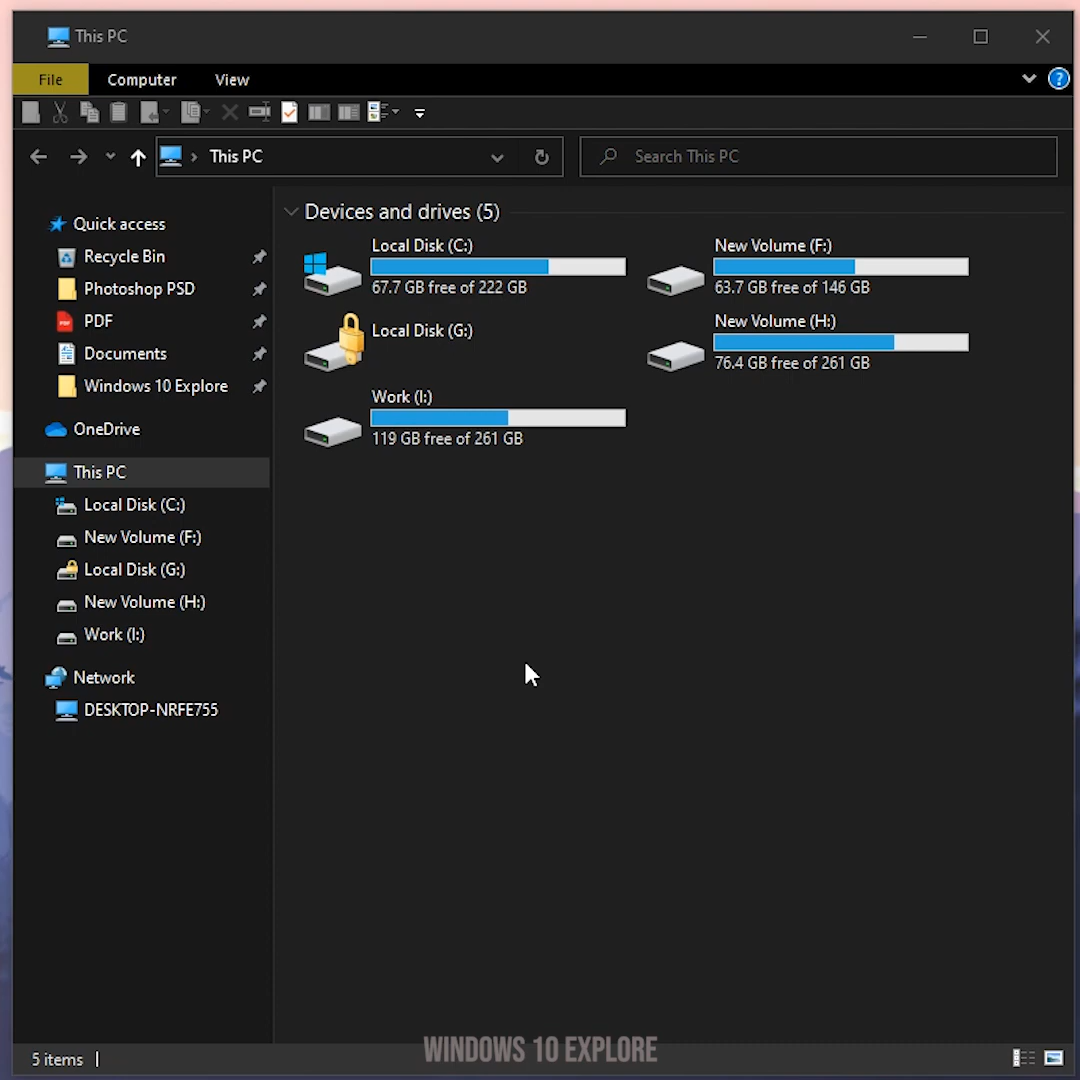 This PC
File Computer View
This PC
Search This PC
Quick access
Recycle Bin
Photoshop PSD
PDF
Documents
Windows 10 Explore
OneDrive
This PC
Local Disk (C:)
New Volume (F:)
Local Disk (G:)
New Volume (H:)
Work (I:)
Network
DESKTOP-NRFE755
Devices and drives (5)
Local Disk (C:)
67.7 GB free of 222 GB
New Volume (F:)
63.7 GB free of 146 GB
Local Disk (G:)
New Volume (H:)
76.4 GB free of 261 GB
Work (I:)
119 GB free of 261 GB
5 items
WINDOWS 10 EXPLORE